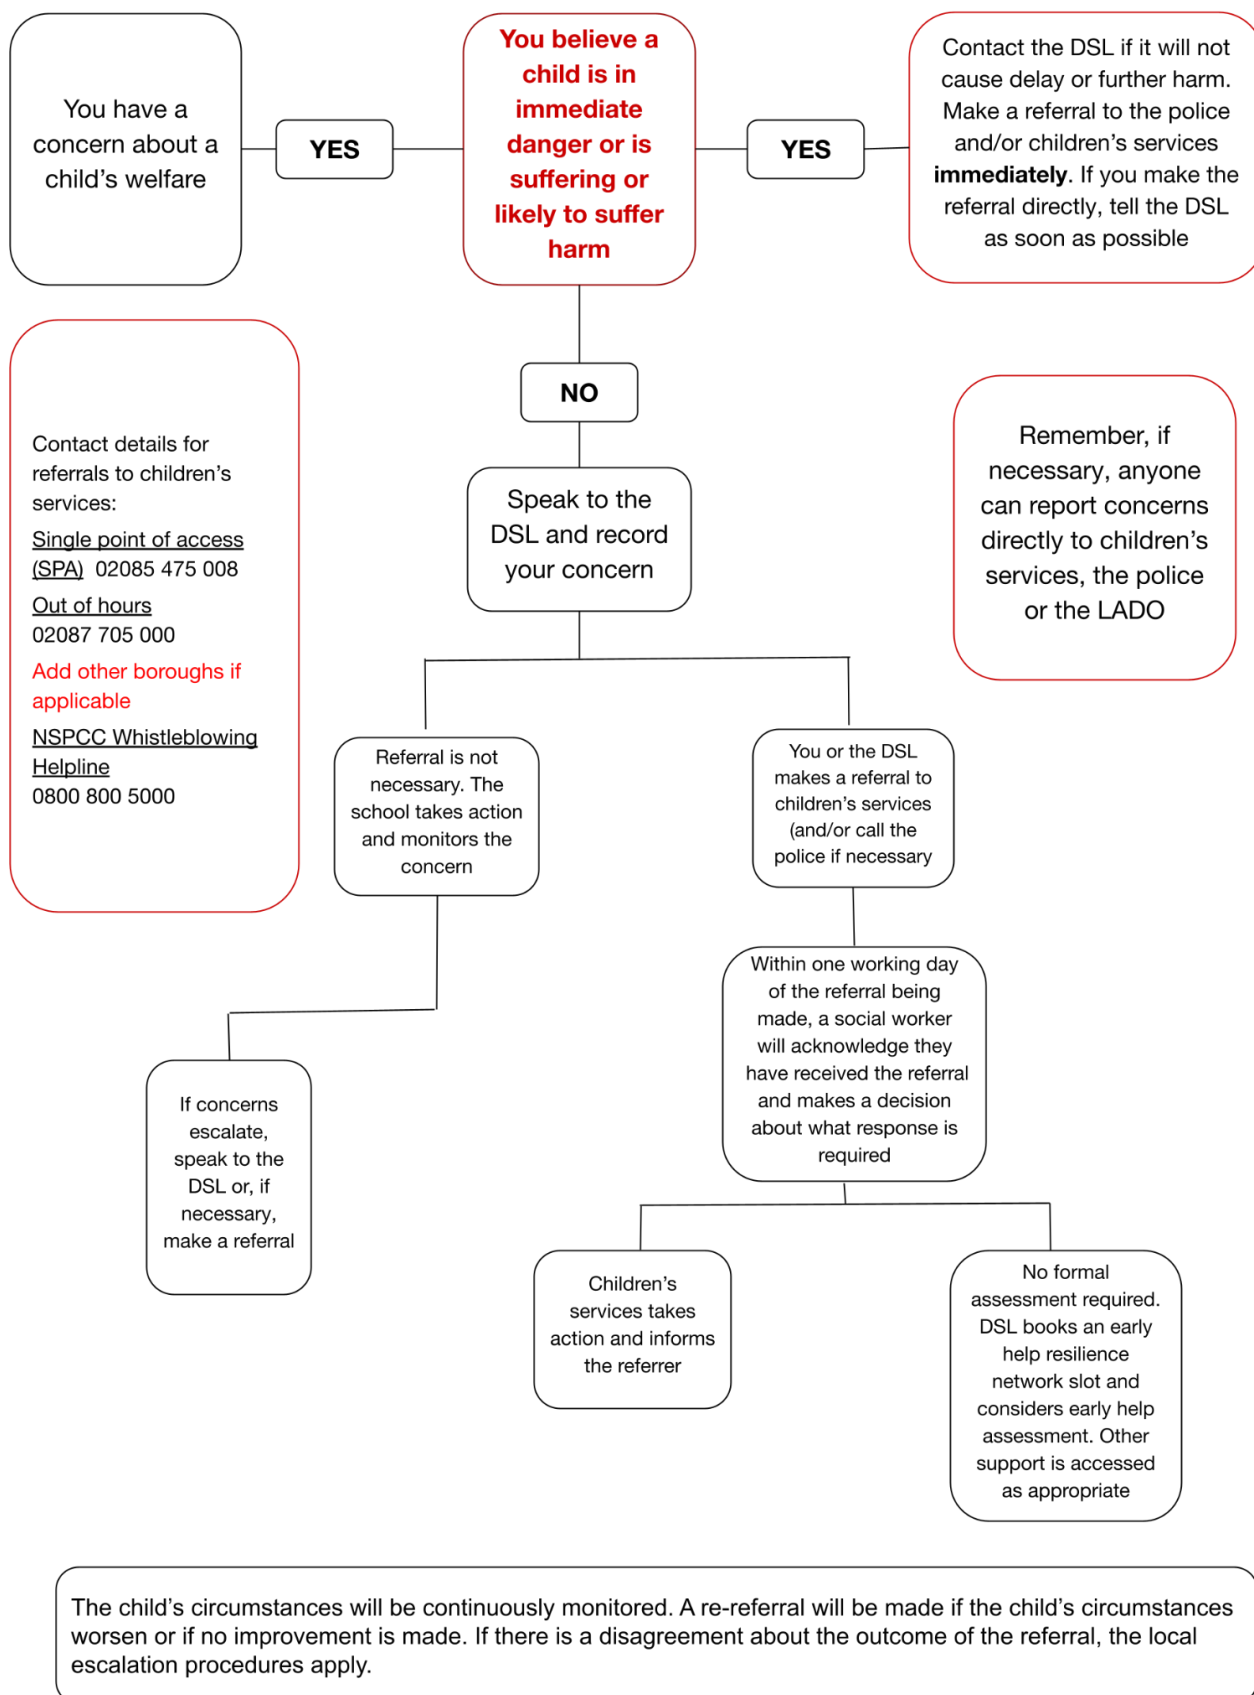 You have a
concern about a
child’s welfare
YES
You believe a
child is in
immediate
danger or is
suffering or
likely to suffer
harm
YES
Contact the DSL if it will not
cause delay or further harm.
Make a referral to the police
and/or children’s services
immediately. If you make the
referral directly, tell the DSL
as soon as possible
NO
Contact details for
referrals to children’s
services:
Single point of access
(SPA)  02085 475 008
Out of hours
02087 705 000
Add other boroughs if
applicable
NSPCC Whistleblowing
Helpline
0800 800 5000
Speak to the
DSL and record
your concern
Remember, if
necessary, anyone
can report concerns
directly to children’s
services, the police
or the LADO
Referral is not
necessary. The
school takes action
and monitors the
concern
You or the DSL
makes a referral to
children’s services
(and/or call the
police if necessary
Within one working day
of the referral being
made, a social worker
will acknowledge they
have received the referral
and makes a decision
about what response is
required
If concerns
escalate,
speak to the
DSL or, if
necessary,
make a referral
Children’s
services takes
action and informs
the referrer
No formal
assessment required.
DSL books an early
help resilience
network slot and
considers early help
assessment. Other
support is accessed
as appropriate
The child’s circumstances will be continuously monitored. A re-referral will be made if the child’s circumstances
worsen or if no improvement is made. If there is a disagreement about the outcome of the referral, the local
escalation procedures apply.